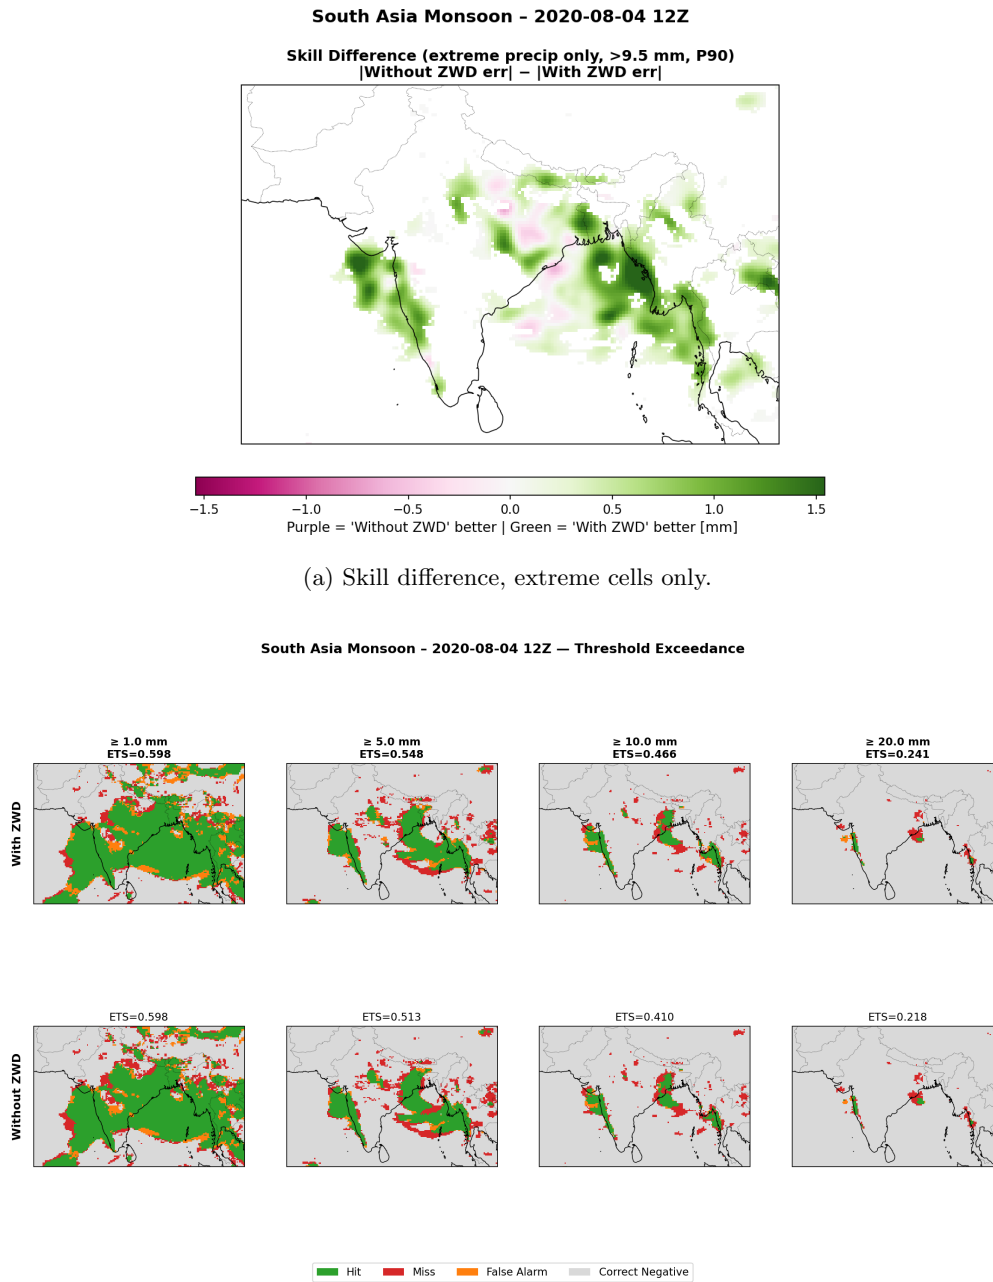 South Asia Monsoon – 2020-08-04 12Z
Skill Difference (extreme precip only, >9.5 mm, P90)
|Without ZWD err| − |With ZWD err|
−1.5 −1.0 −0.5 0.0 0.5 1.0 1.5
Purple = 'Without ZWD' better | Green = 'With ZWD' better [mm]
(a) Skill difference, extreme cells only.
South Asia Monsoon – 2020-08-04 12Z — Threshold Exceedance
≥ 1.0 mm ≥ 5.0 mm ≥ 10.0 mm ≥ 20.0 mm
ETS=0.598 ETS=0.548 ETS=0.466 ETS=0.241
With ZWD
ETS=0.598 ETS=0.513 ETS=0.410 ETS=0.218
Without ZWD
Hit Miss False Alarm Correct Negative